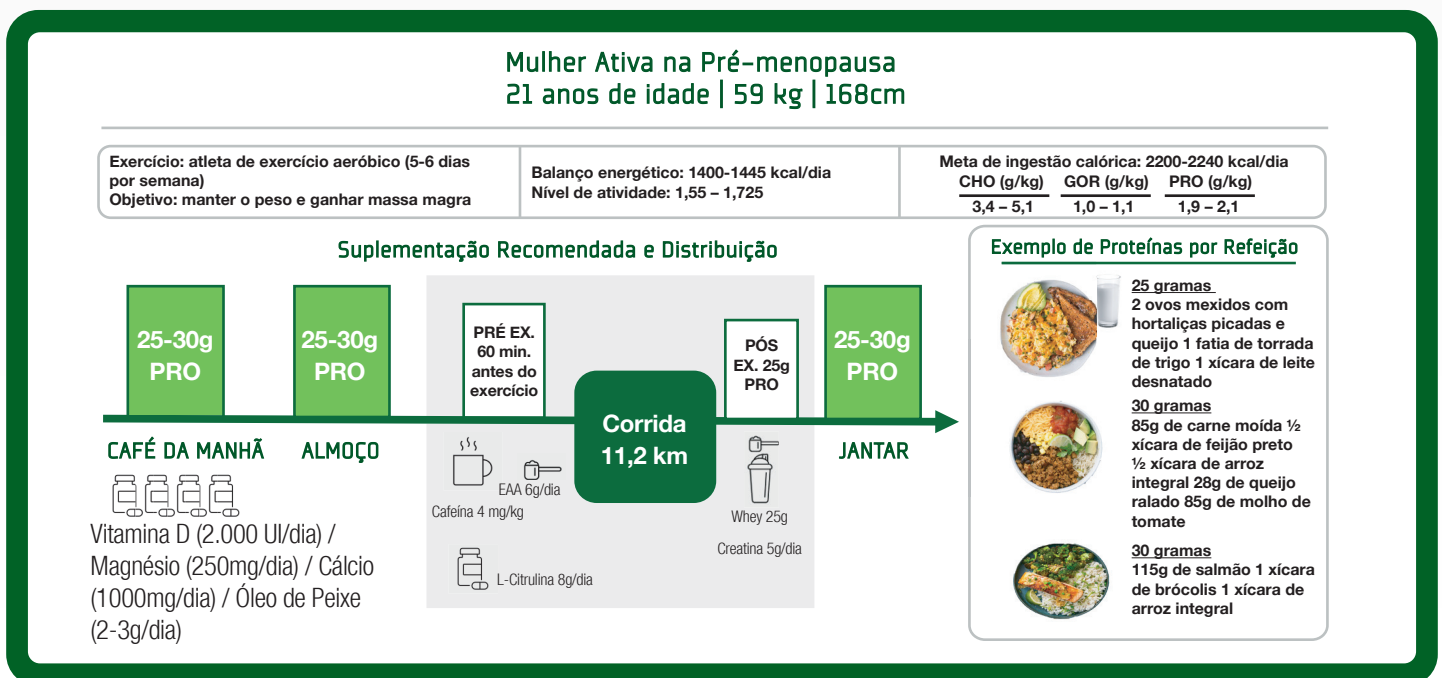 Mulher Ativa na Pré-menopausa
21 anos de idade | 59 kg | 168cm
Exercício: atleta de exercício aeróbico (5-6 dias
por semana)
Objetivo: manter o peso e ganhar massa magra
Balanço energético: 1400-1445 kcal/dia
Nível de atividade: 1,55 – 1,725
Meta de ingestão calórica: 2200-2240 kcal/dia
CHO (g/kg) GOR (g/kg) PRO (g/kg)
3,4 – 5,1 1,0 – 1,1 1,9 – 2,1
Suplementação Recomendada e Distribuição
25-30g
PRO
CAFÉ DA MANHÃ
Vitamina D (2.000 UI/dia) /
Magnésio (250mg/dia) / Cálcio
(1000mg/dia) / Óleo de Peixe
(2-3g/dia)
25-30g
PRO
ALMOÇO
PRÉ EX.
60 min.
antes do
exercício
EAA 6g/dia
Cafeína 4 mg/kg
L-Citrulina 8g/dia
Corrida
11,2 km
PÓS
EX. 25g
PRO
Whey 25g
Creatina 5g/dia
25-30g
PRO
JANTAR
Exemplo de Proteínas por Refeição
25 gramas
2 ovos mexidos com
hortaliças picadas e
queijo 1 fatia de torrada
de trigo 1 xícara de leite
desnatado
30 gramas
85g de carne moída ½
xícara de feijão preto
½ xícara de arroz
integral 28g de queijo
ralado 85g de molho de
tomate
30 gramas
115g de salmão 1 xícara
de brócolis 1 xícara de
arroz integral